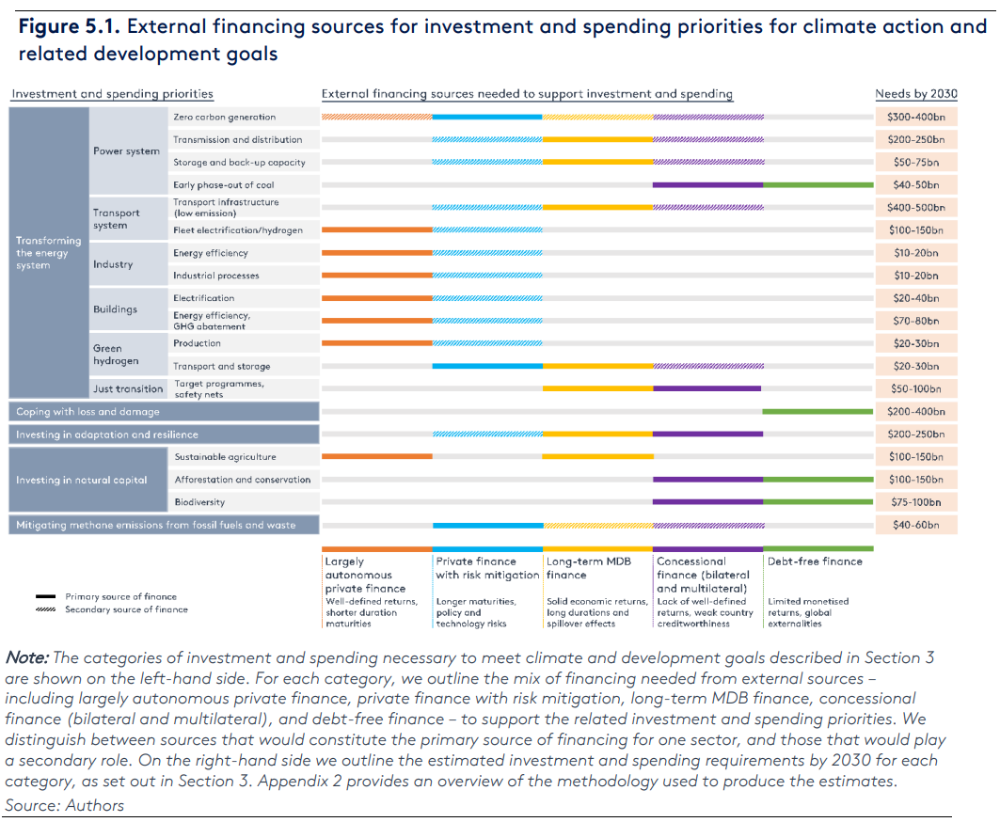 Figure 5.1. External financing sources for investment and spending priorities for climate action and
related development goals
Investment and spending priorities
External financing sources needed to support investment and spending
Needs by 2030
Transforming
the energy
system
Power system
Zero carbon generation
$300-400bn
Transmission and distribution
$200-250bn
Storage and back-up capacity
$50-75bn
Early phase-out of coal
$40-50bn
Transport
system
Transport infrastructure
(low emission)
$400-500bn
Fleet electrification/hydrogen
$100-150bn
Industry
Energy efficiency
$10-20bn
Industrial processes
$10-20bn
Buildings
Electrification
$20-40bn
Energy efficiency,
GHG abatement
$70-80bn
Green
hydrogen
Production
$20-30bn
Transport and storage
$20-30bn
Just transition
Target programmes,
safety nets
$50-100bn
Coping with loss and damage
$200-400bn
Investing in adaptation and resilience
$200-250bn
Investing in natural capital
Sustainable agriculture
$100-150bn
Afforestation and conservation
$100-150bn
Biodiversity
$75-100bn
Mitigating methane emissions from fossil fuels and waste
$40-60bn
Largely
autonomous
private finance
Well-defined returns,
shorter duration
maturities
Private finance
with risk mitigation
Longer maturities,
policy and
technology risks
Long-term MDB
finance
Solid economic returns,
long durations and
spillover effects
Concessional
finance (bilateral
and multilateral)
Lack of well-defined
returns, weak country
creditworthiness
Debt-free finance
Limited monetised
returns, global
externalities
Primary source of finance
Secondary source of finance
Note: The categories of investment and spending necessary to meet climate and development goals described in Section 3
are shown on the left-hand side. For each category, we outline the mix of financing needed from external sources –
including largely autonomous private finance, private finance with risk mitigation, long-term MDB finance, concessional
finance (bilateral and multilateral), and debt-free finance – to support the related investment and spending priorities. We
distinguish between sources that would constitute the primary source of financing for one sector, and those that would play
a secondary role. On the right-hand side we outline the estimated investment and spending requirements by 2030 for each
category, as set out in Section 3. Appendix 2 provides an overview of the methodology used to produce the estimates.
Source: Authors